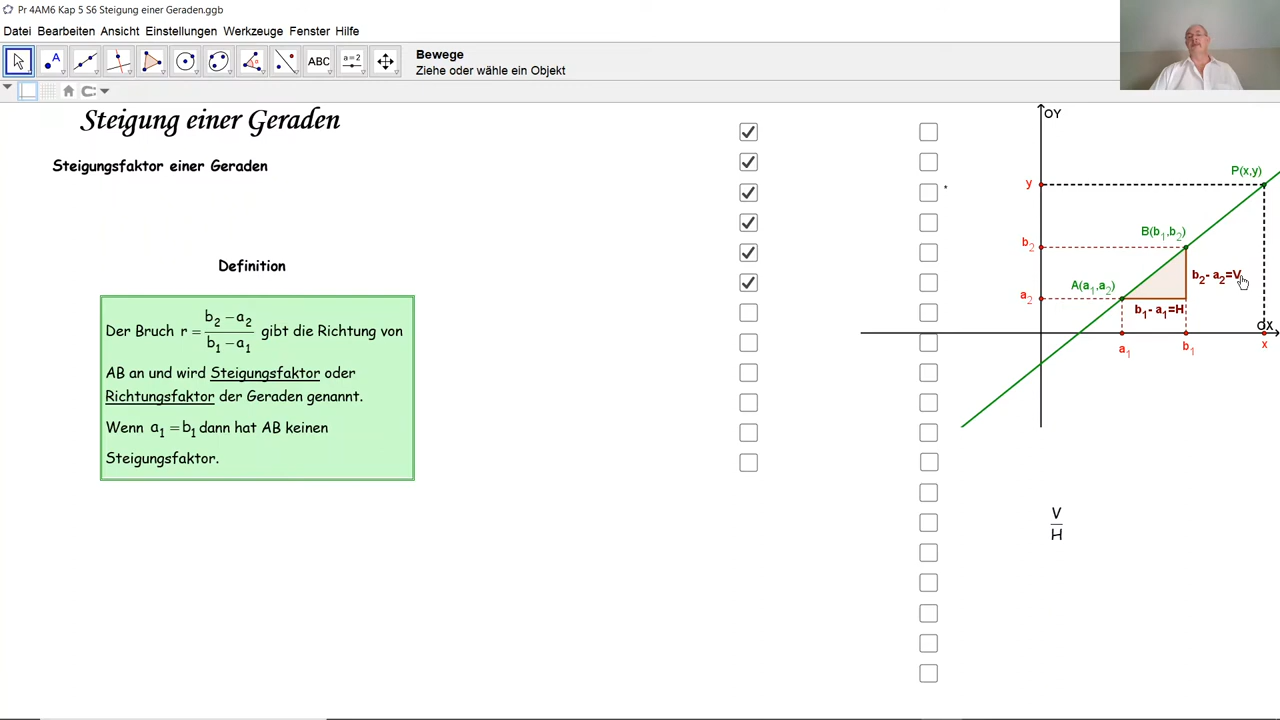 Pr 4AM6 Kap 5 S6 Steigung einer Geraden.ggb
Datei Bearbeiten Ansicht Einstellungen Werkzeuge Fenster Hilfe
A
ABC
a=2
Bewege
Ziehe oder wähle ein Objekt
Steigung einer Geraden
Steigungsfaktor einer Geraden
Definition
Der Bruch r = (b₂ – a₂)/(b₁ – a₁) gibt die Richtung von
AB an und wird Steigungsfaktor oder
Richtungsfaktor der Geraden genannt.
Wenn a₁ = b₁ dann hat AB keinen
Steigungsfaktor.
*
OY
P(x,y)
y
B(b₁,b₂)
b₂
b₂- a₂=V
A(a₁,a₂)
a₂
b₁- a₁=H
OX
a₁
b₁
x
V
H